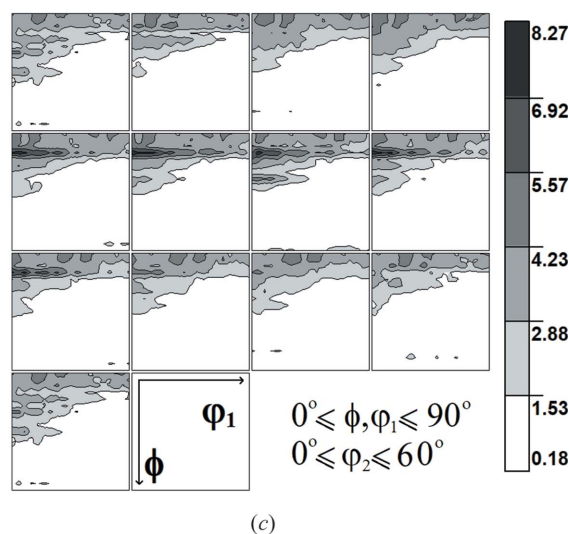 8.27
6.92
5.57
4.23
2.88
1.53
0.18
φ₁
ϕ
0° ⩽ ϕ, φ₁ ⩽ 90°
0° ⩽ φ₂ ⩽ 60°
(c)